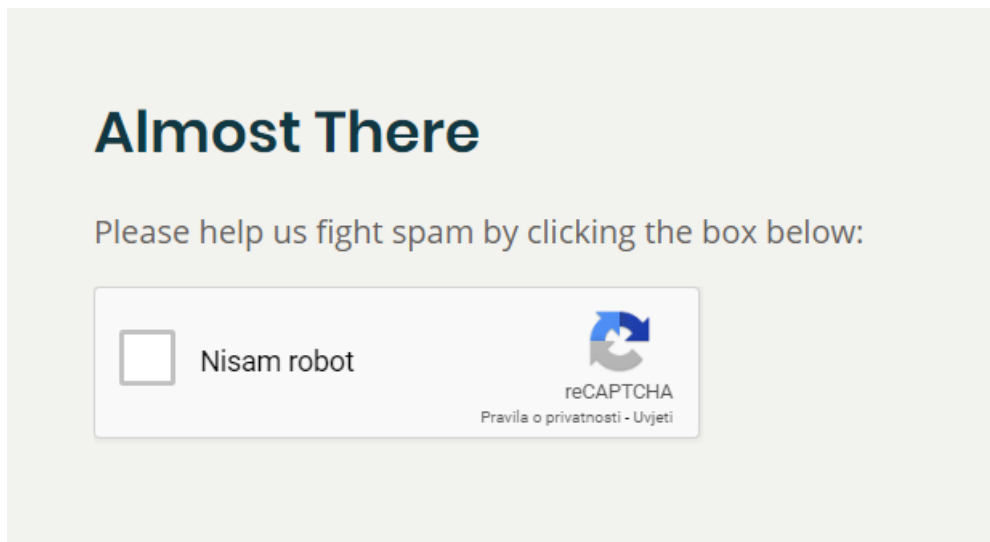 Almost There
Please help us fight spam by clicking the box below:
Nisam robot
reCAPTCHA
Pravila o privatnosti - Uvjeti